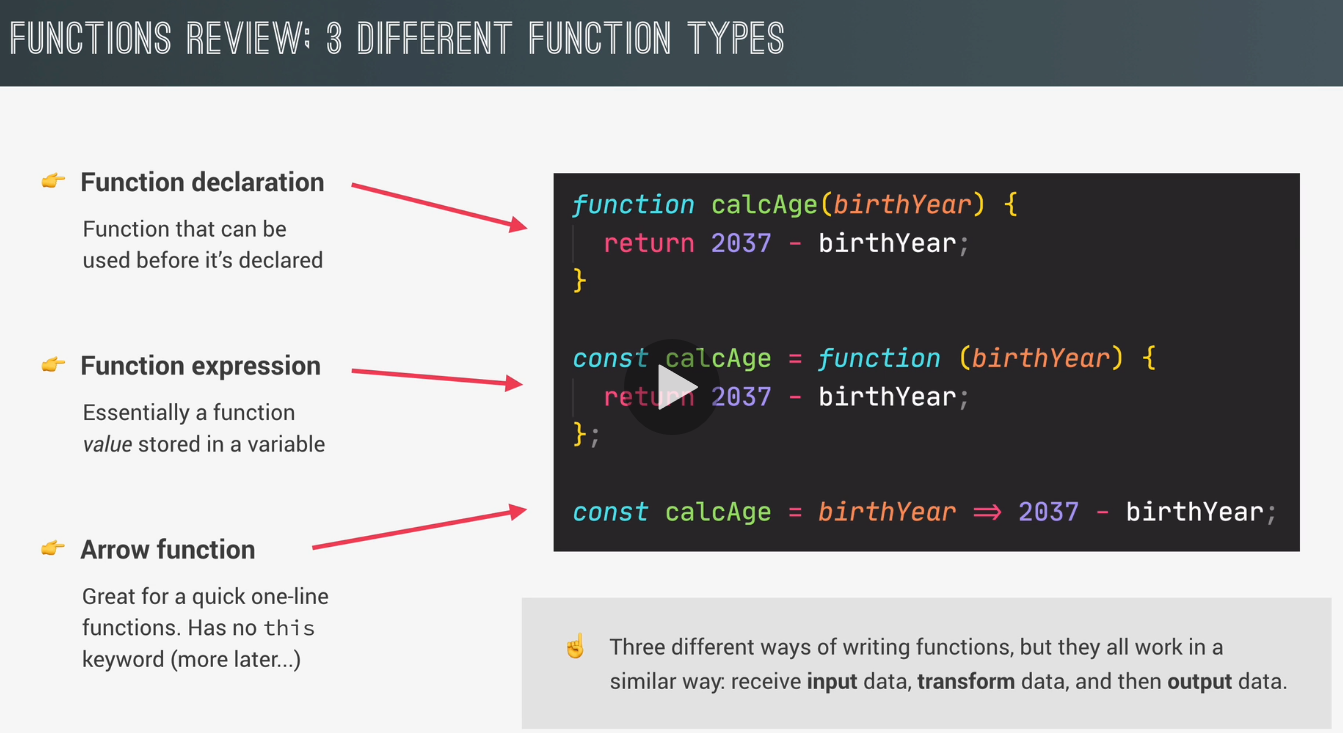 FUNCTIONS REVIEW: 3 DIFFERENT FUNCTION TYPES
👉 Function declaration
Function that can be
used before it’s declared
👉 Function expression
Essentially a function
value stored in a variable
👉 Arrow function
Great for a quick one-line
functions. Has no this
keyword (more later...)
function calcAge(birthYear) {
  return 2037 - birthYear;
}
const calcAge = function (birthYear) {
  return 2037 - birthYear;
};
const calcAge = birthYear => 2037 - birthYear;
☝️ Three different ways of writing functions, but they all work in a
similar way: receive input data, transform data, and then output data.